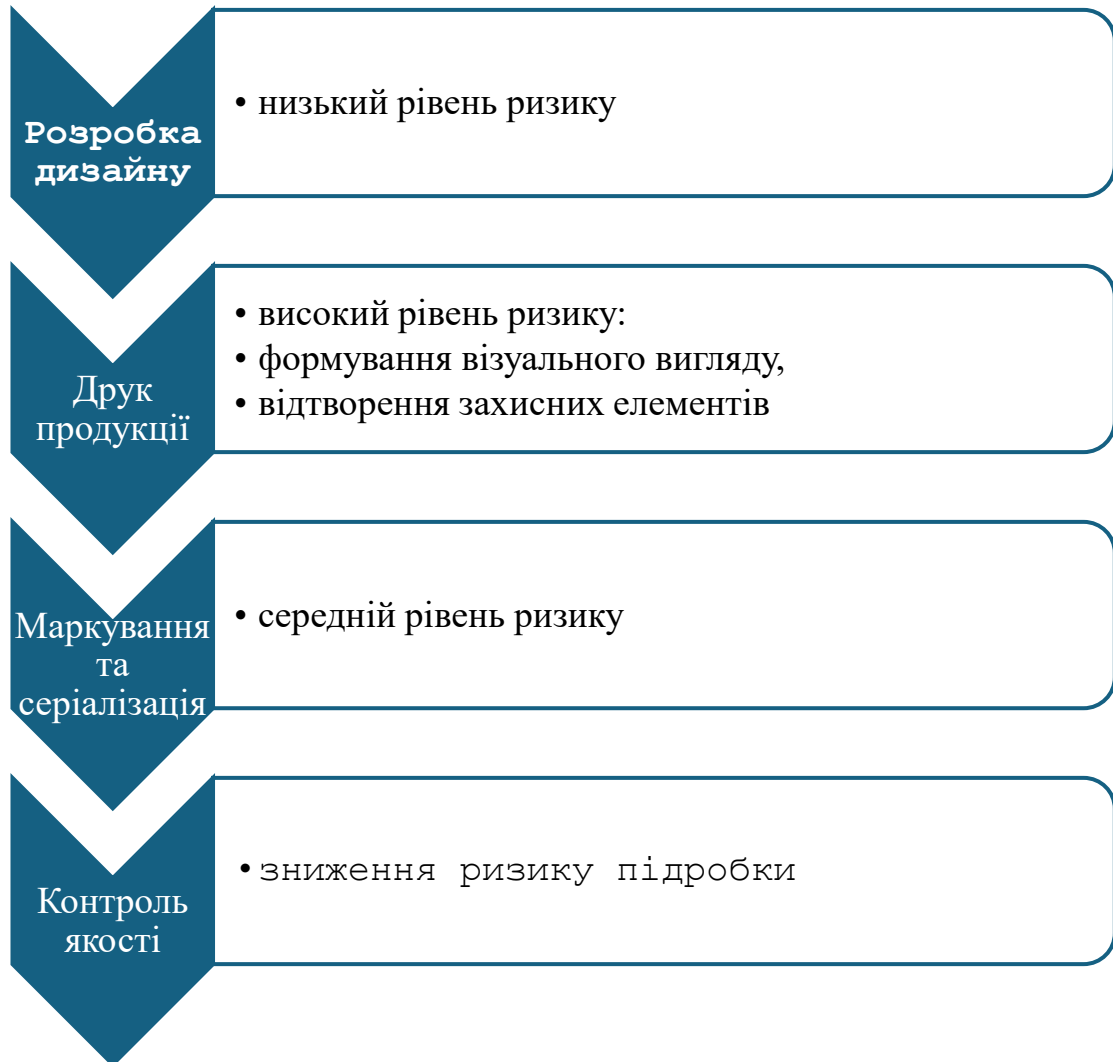 Розробка
дизайну
• низький рівень ризику
Друк
продукції
• високий рівень ризику:
• формування візуального вигляду,
• відтворення захисних елементів
Маркування
та
серіалізація
• середній рівень ризику
Контроль
якості
• зниження ризику підробки